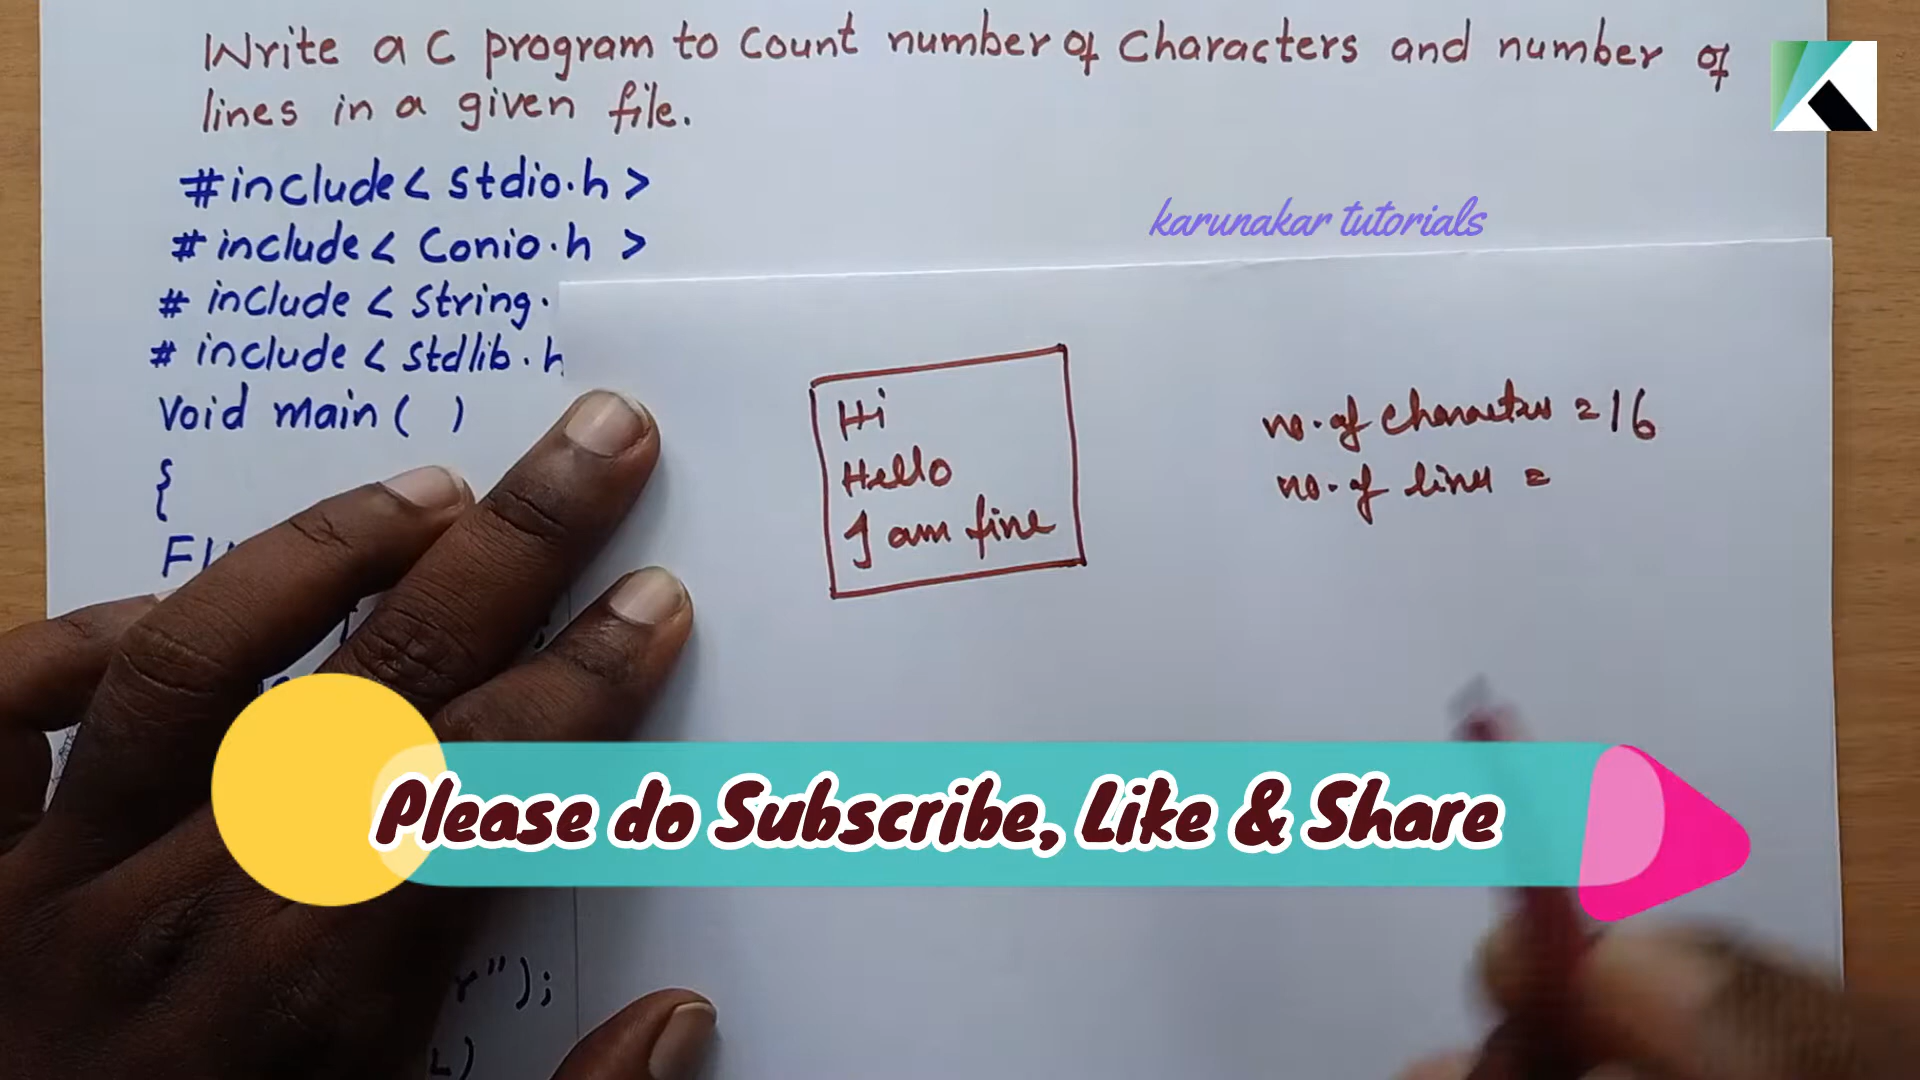 Write a C program to Count number of Characters and number of
lines in a given file.
#include< stdio.h >
karunakar tutorials
#include< Conio.h >
# include < String.
# include < stdlib.h
Void main( )
{
Hi
Hello
I am fine
no. of characters = 16
no. of lines =
Please do Subscribe, Like & Share
r");
L)